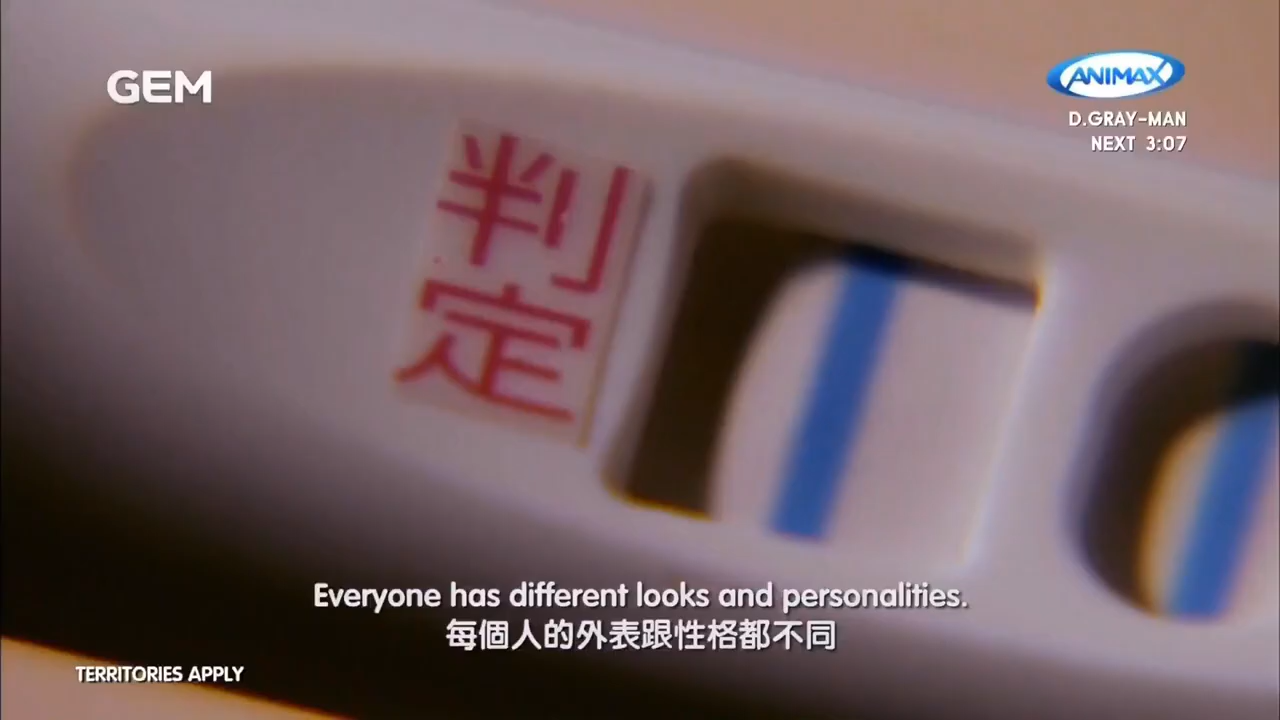 GEM
ANIMAX
D.GRAY-MAN
NEXT 3:07
判定
Everyone has different looks and personalities.
每個人的外表跟性格都不同
TERRITORIES APPLY